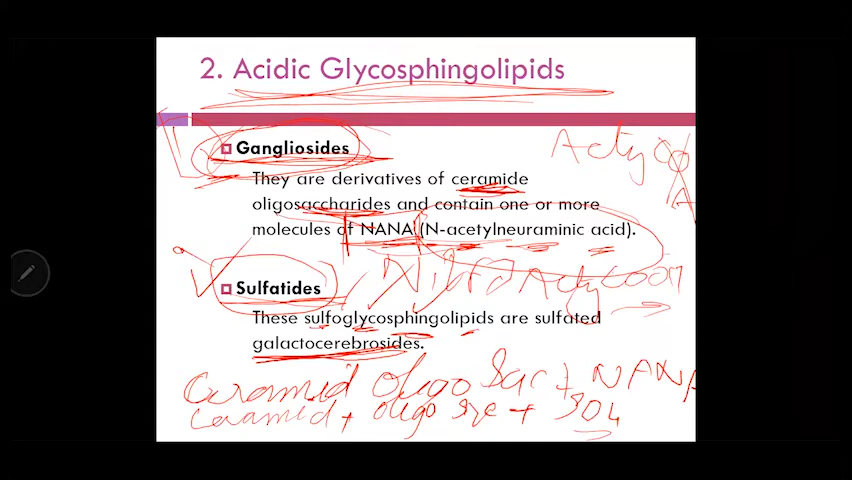 2. Acidic Glycosphingolipids
Gangliosides
They are derivatives of ceramide
oligosaccharides and contain one or more
molecules of NANA (N-acetylneuraminic acid).
Sulfatides
These sulfoglycosphingolipids are sulfated
galactocerebrosides.
Ceramid oligo Sac + NANA
Ceramid + oligo + SO4